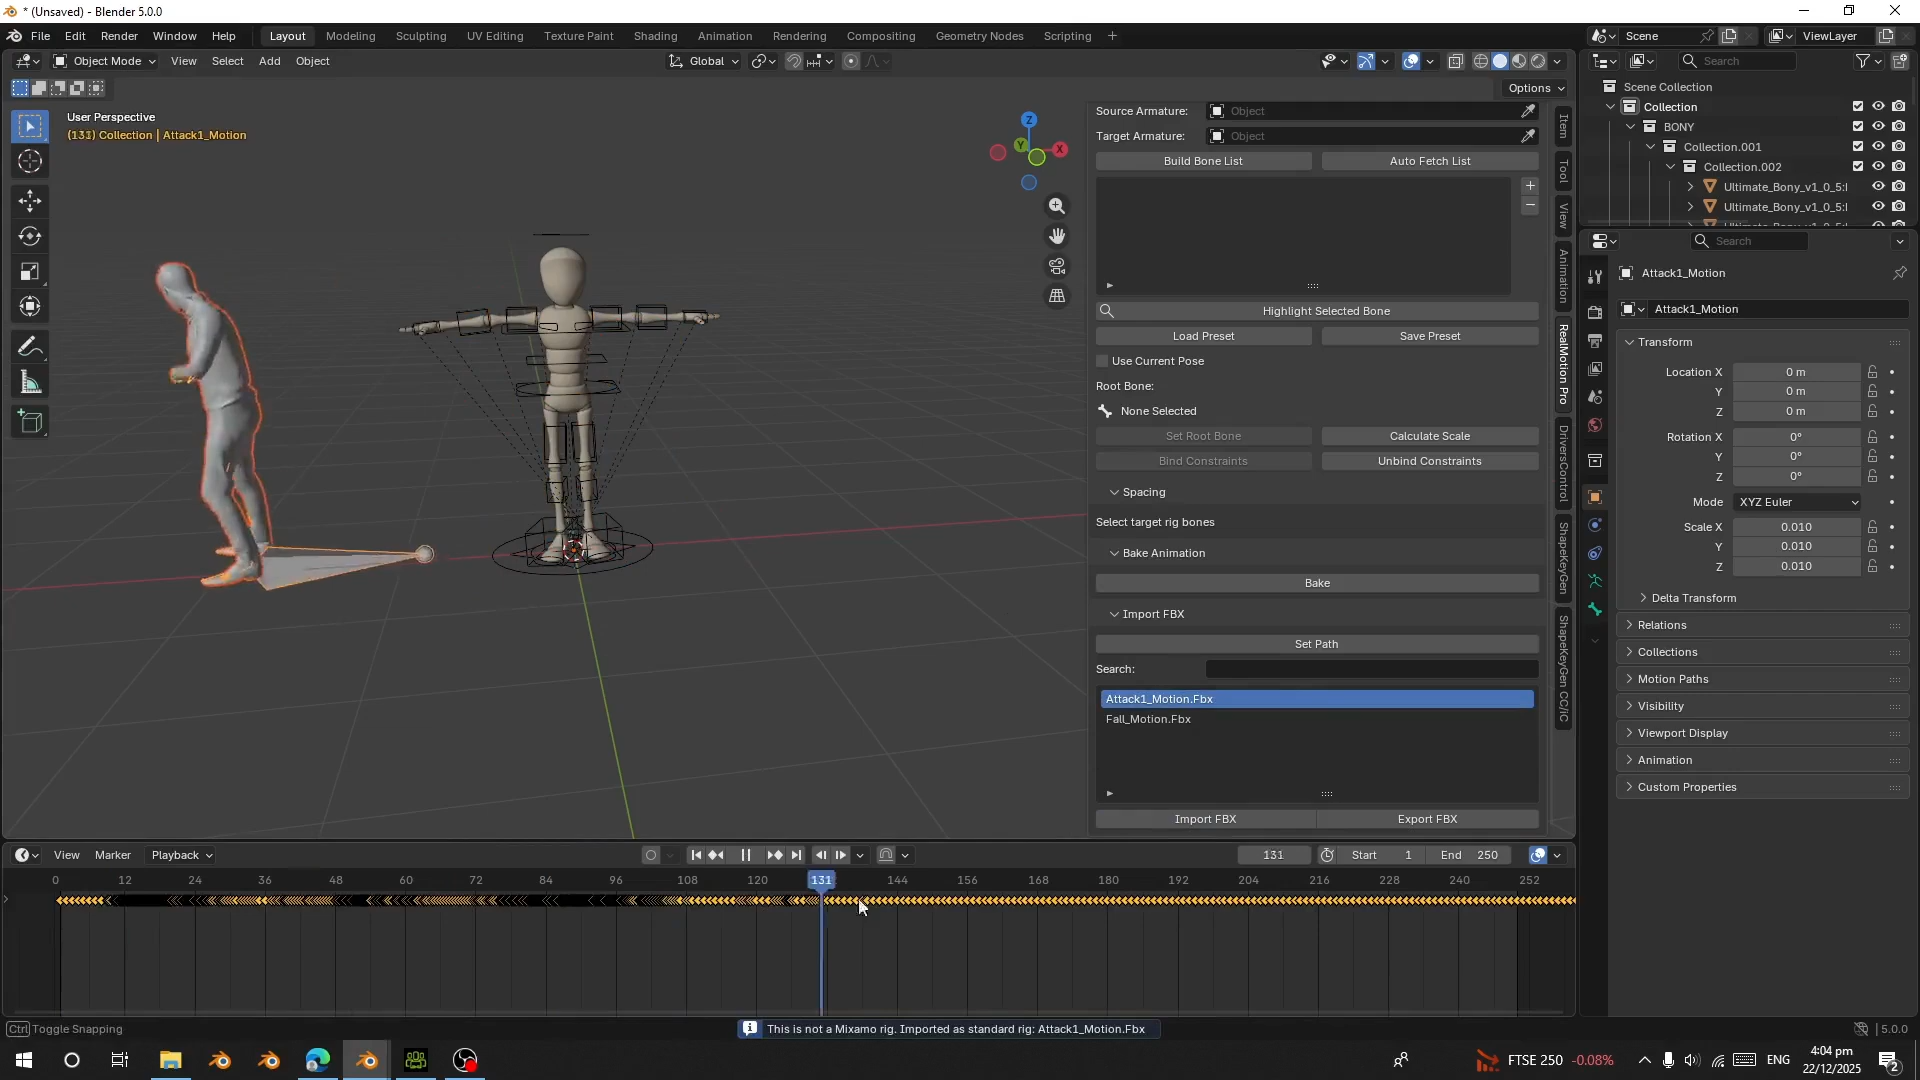 * (Unsaved) - Blender 5.0.0
File Edit Render Window Help Layout Modeling Sculpting UV Editing Texture Paint Shading Animation Rendering Compositing Geometry Nodes Scripting Scene ViewLayer
Object Mode View Select Add Object Global Search
Options
User Perspective
(131) Collection | Attack1_Motion
Z
Y
X
Source Armature: Object
Target Armature: Object
Build Bone List Auto Fetch List
Highlight Selected Bone
Load Preset Save Preset
Use Current Pose
Root Bone:
None Selected
Set Root Bone Calculate Scale
Bind Constraints Unbind Constraints
Spacing
Select target rig bones
Bake Animation
Bake
Import FBX
Set Path
Search:
Attack1_Motion.Fbx
Fall_Motion.Fbx
Import FBX Export FBX
Item
Tool
View
Animation
RealMotion Pro
DriversControl
ShapeKeyGen
ShapeKeyGen CC/iC
Scene Collection
Collection
BONY
Collection.001
Collection.002
Ultimate_Bony_v1_0_5:
Ultimate_Bony_v1_0_5:
Search
Attack1_Motion
Attack1_Motion
Transform
Location X 0 m
Y 0 m
Z 0 m
Rotation X 0°
Y 0°
Z 0°
Mode XYZ Euler
Scale X 0.010
Y 0.010
Z 0.010
Delta Transform
Relations
Collections
Motion Paths
Visibility
Viewport Display
Animation
Custom Properties
View Marker Playback 131 Start 1 End 250
0 12 24 36 48 60 72 84 96 108 120 131 144 156 168 180 192 204 216 228 240 252
Ctrl Toggle Snapping This is not a Mixamo rig. Imported as standard rig: Attack1_Motion.Fbx 5.0.0
FTSE 250 -0.08% ENG 4:04 pm
22/12/2025
2